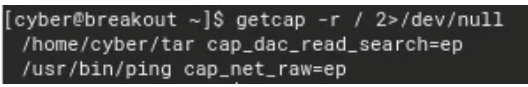 [cyber@breakout ~]$ getcap -r / 2>/dev/null
/home/cyber/tar cap_dac_read_search=ep
/usr/bin/ping cap_net_raw=ep